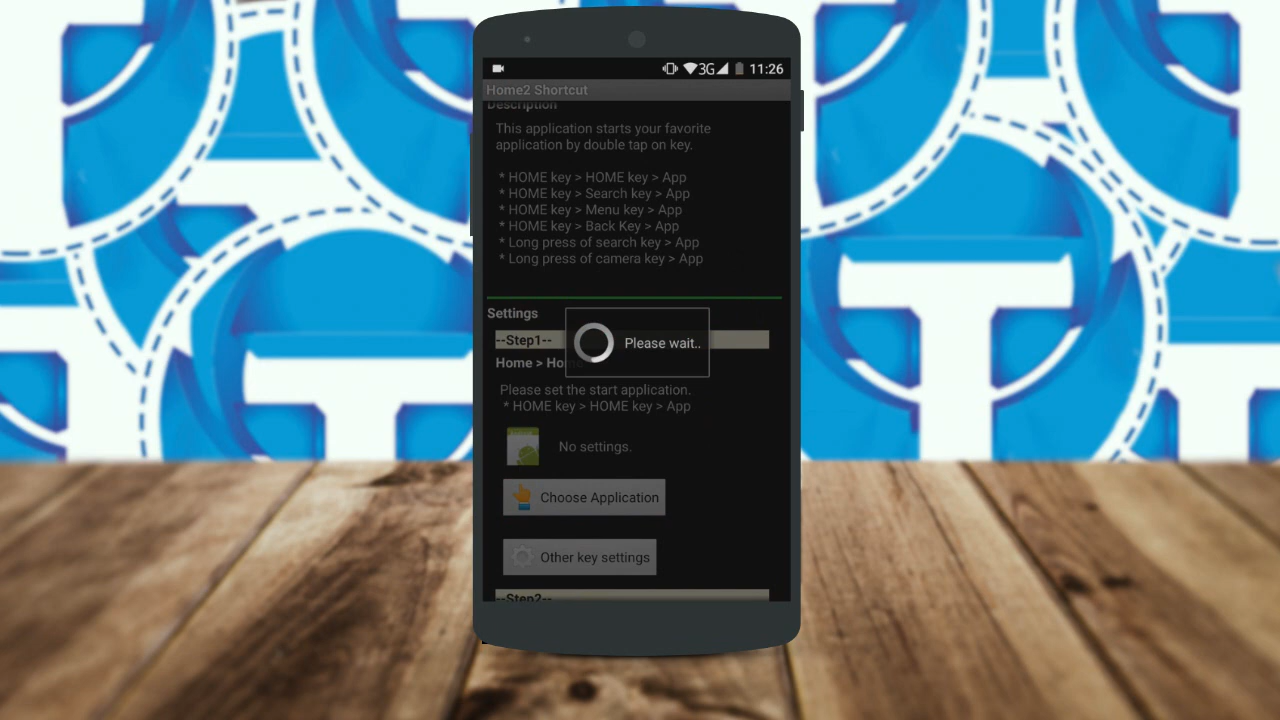 3G 11:26
Home2 Shortcut
Description
This application starts your favorite
application by double tap on key.
* HOME key > HOME key > App
* HOME key > Search key > App
* HOME key > Menu key > App
* HOME key > Back Key > App
* Long press of search key > App
* Long press of camera key > App
Settings
--Step1--
Please wait..
Home > Ho
Please set the start application.
* HOME key > HOME key > App
No settings.
Choose Application
Other key settings
--Step2--